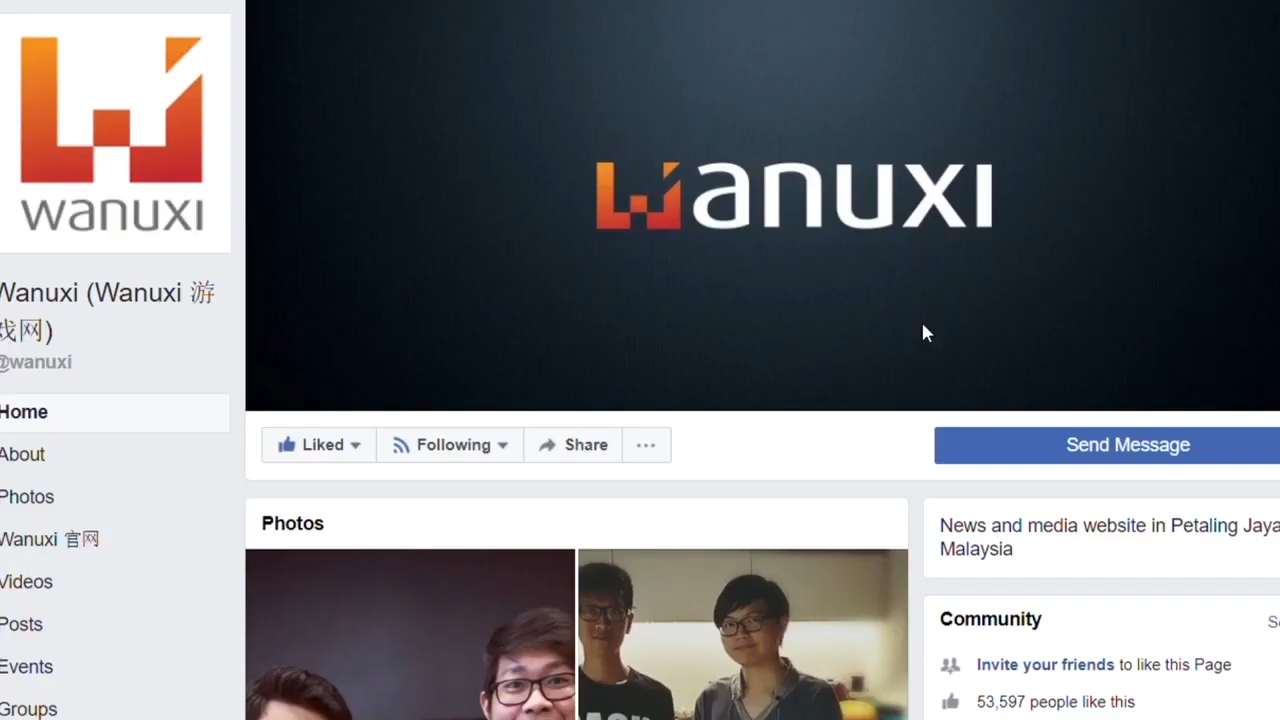 wanuxi
wanuxi
Wanuxi (Wanuxi 游
戏网)
@wanuxi
Home
About
Photos
Wanuxi 官网
Videos
Posts
Events
Groups
Liked
Following
Share
Send Message
Photos
News and media website in Petaling Jaya
Malaysia
Community
Invite your friends to like this Page
53,597 people like this